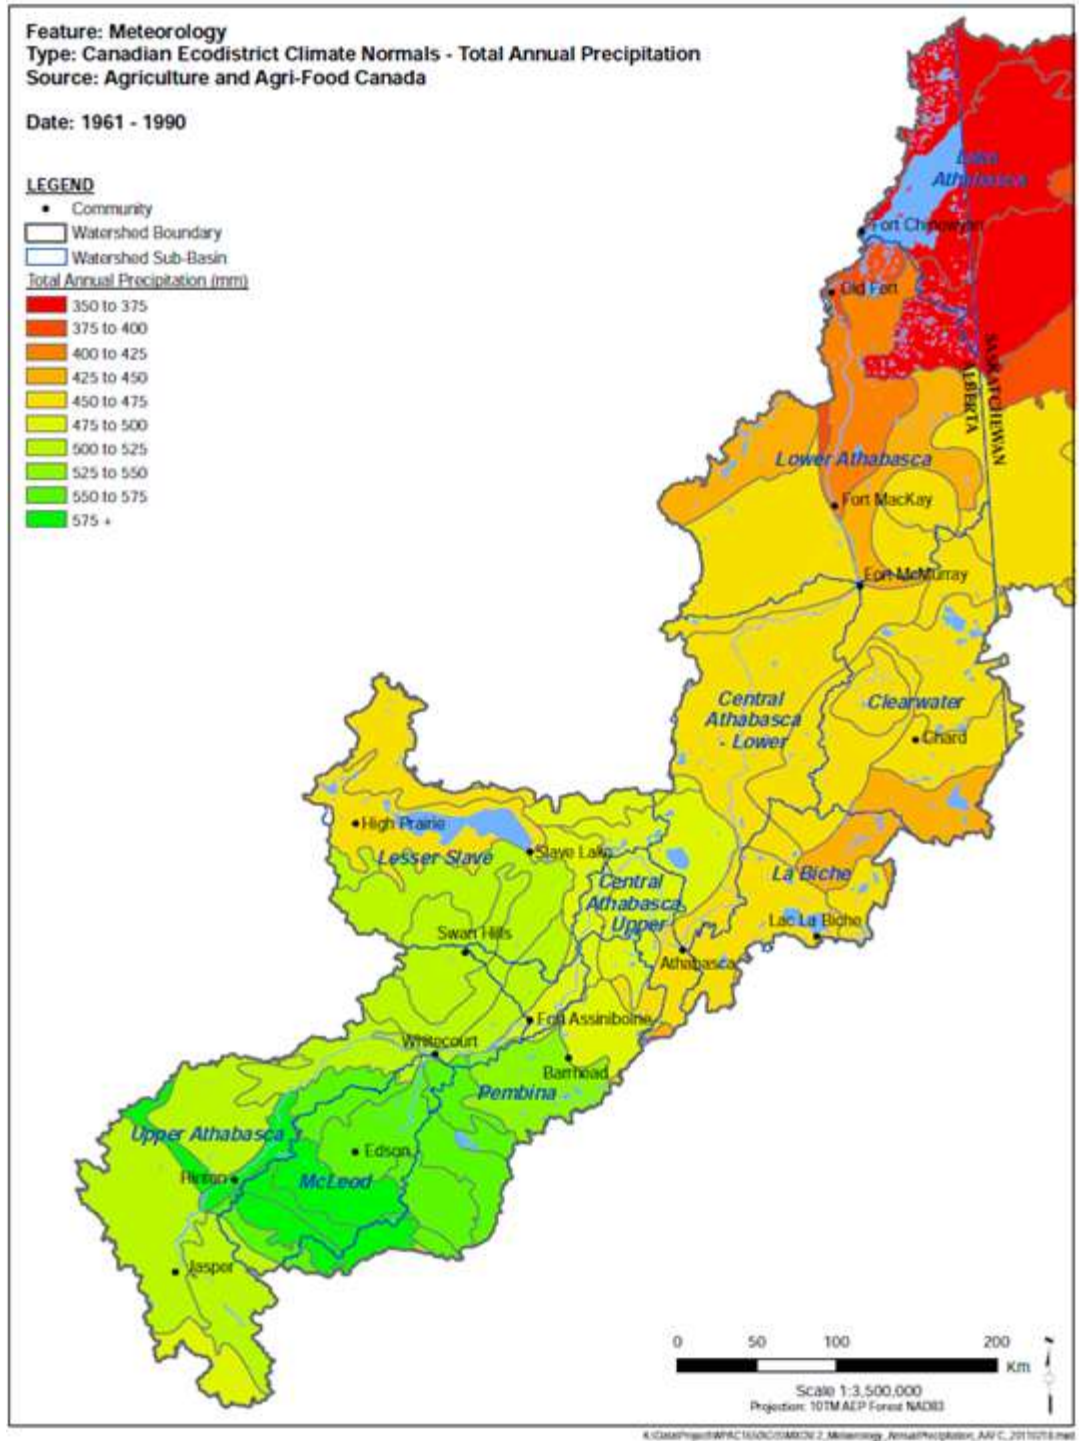 Feature: Meteorology
Type: Canadian Ecodistrict Climate Normals - Total Annual Precipitation
Source: Agriculture and Agri-Food Canada
Date: 1961 - 1990
LEGEND
Community
Watershed Boundary
Watershed Sub-Basin
Total Annual Precipitation (mm)
350 to 375
375 to 400
400 to 425
425 to 450
450 to 475
475 to 500
500 to 525
525 to 550
550 to 575
575 +
Lake
Athabasca
Fort Chipewyan
Old Fort
SASKATCHEWAN
ALBERTA
Lower Athabasca
Fort MacKay
Fort McMurray
Central
Athabasca
- Lower
Clearwater
Chard
High Prairie
Lesser Slave
Slave Lake
Central
Athabasca
Upper
La Biche
Lac La Biche
Swan Hills
Athabasca
Fort Assiniboine
Whitecourt
Barrhead
Pembina
Upper Athabasca
Edson
Hinton
McLeod
Jasper
0 50 100 200
Km
Scale 1:3,500,000
Projection: 10TM AEP Forest NAD83